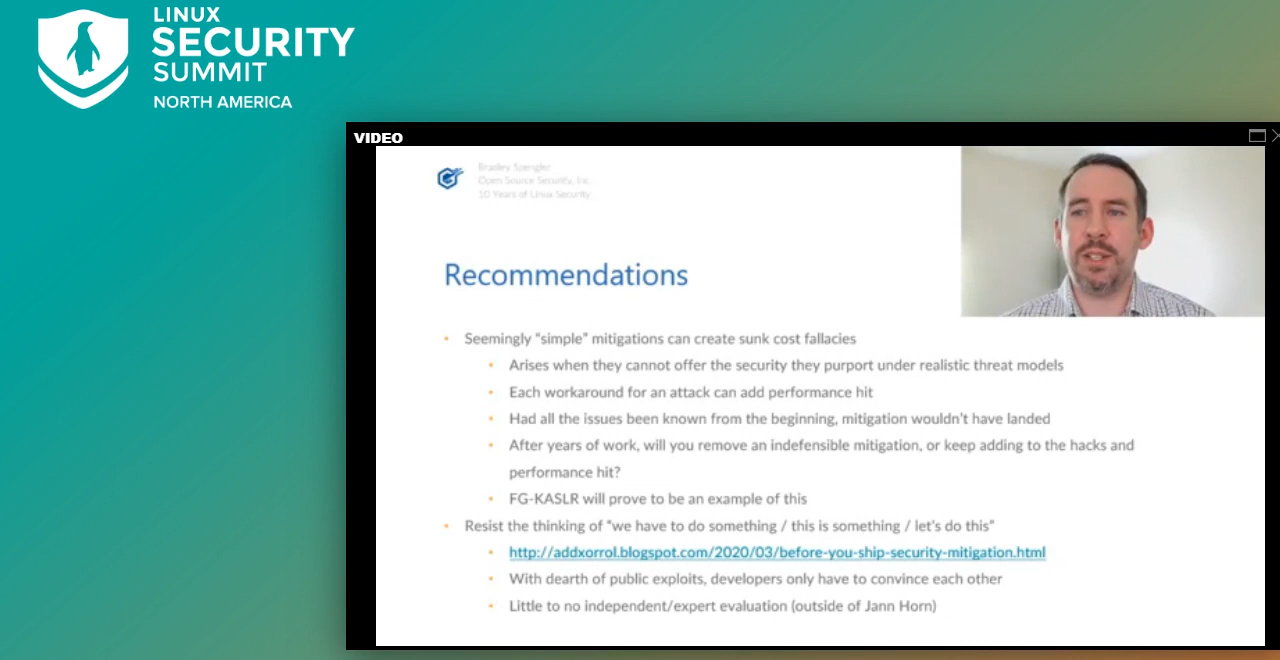 LINUX
SECURITY
SUMMIT
NORTH AMERICA
VIDEO
Bradley Spengler
Open Source Security, Inc.
10 Years of Linux Security
Recommendations
Seemingly “simple” mitigations can create sunk cost fallacies
Arises when they cannot offer the security they purport under realistic threat models
Each workaround for an attack can add performance hit
Had all the issues been known from the beginning, mitigation wouldn’t have landed
After years of work, will you remove an indefensible mitigation, or keep adding to the hacks and
performance hit?
FG-KASLR will prove to be an example of this
Resist the thinking of “we have to do something / this is something / let’s do this”
http://addxorrol.blogspot.com/2020/03/before-you-ship-security-mitigation.html
With dearth of public exploits, developers only have to convince each other
Little to no independent/expert evaluation (outside of Jann Horn)